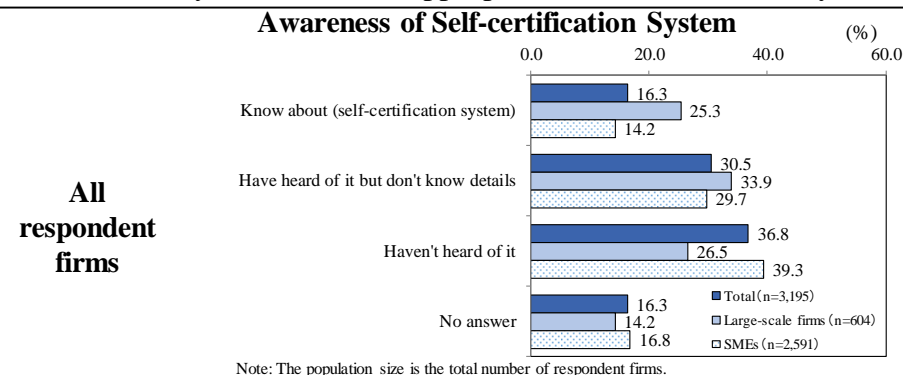 Awareness of Self-certification System
(%)
0.0 20.0 40.0 60.0
Know about (self-certification system)
16.3
25.3
14.2
Have heard of it but don't know details
30.5
33.9
29.7
All
respondent
firms
Haven't heard of it
36.8
26.5
39.3
No answer
16.3
14.2
16.8
Total(n=3,195)
Large-scale firms(n=604)
SMEs(n=2,591)
Note: The population size is the total number of respondent firms.